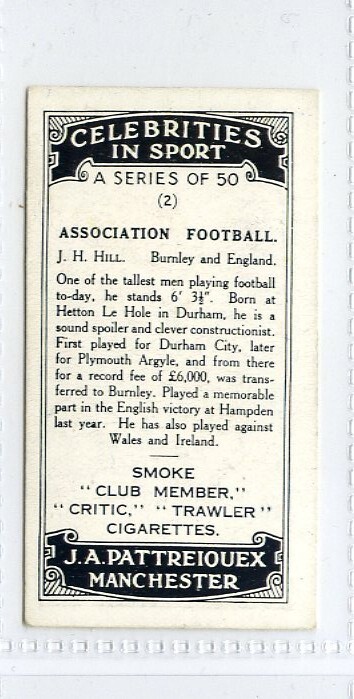 CELEBRITIES
IN SPORT
A SERIES OF 50
(2)
ASSOCIATION FOOTBALL.
J. H. HILL. Burnley and England.
One of the tallest men playing football
to-day, he stands 6' 3½". Born at
Hetton Le Hole in Durham, he is a
sound spoiler and clever constructionist.
First played for Durham City, later
for Plymouth Argyle, and from there
for a record fee of £6,000, was trans-
ferred to Burnley. Played a memorable
part in the English victory at Hampden
last year. He has also played against
Wales and Ireland.
SMOKE
"CLUB MEMBER,"
"CRITIC," "TRAWLER"
CIGARETTES.
J.A.PATTREIOUEX
MANCHESTER